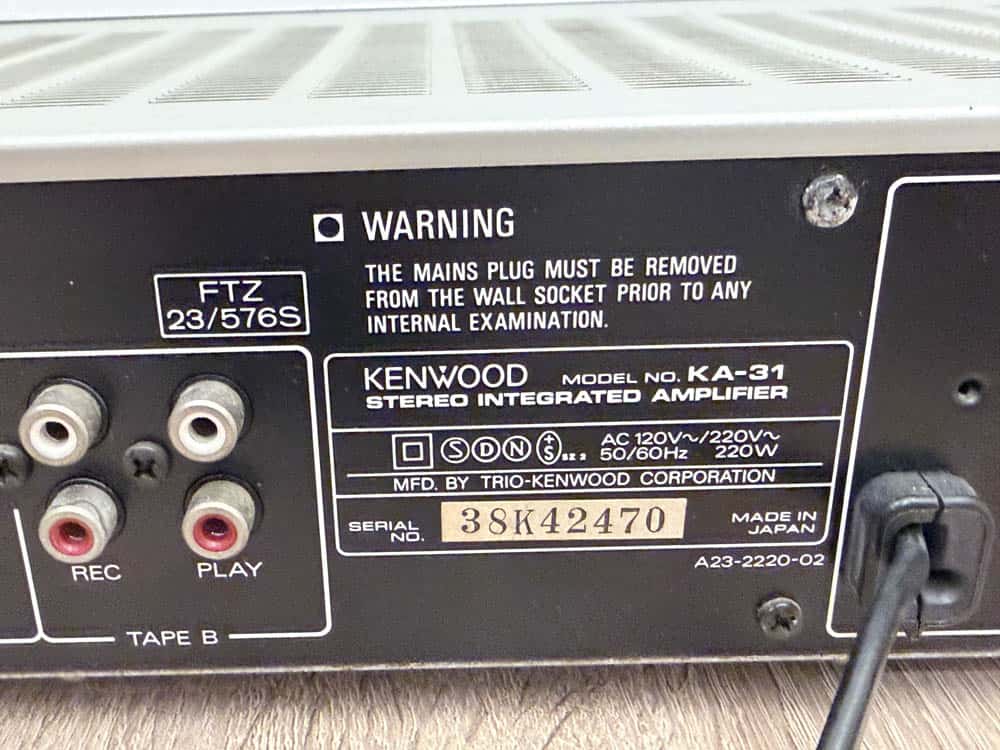 WARNING
THE MAINS PLUG MUST BE REMOVED
FROM THE WALL SOCKET PRIOR TO ANY
INTERNAL EXAMINATION.
FTZ
23/576S
KENWOOD MODEL NO. KA-31
STEREO INTEGRATED AMPLIFIER
S D N +S
AC 120V~/220V~
50/60Hz 220W
MFD. BY TRIO-KENWOOD CORPORATION
SERIAL NO. 38K42470
MADE IN JAPAN
A23-2220-02
REC PLAY
TAPE B